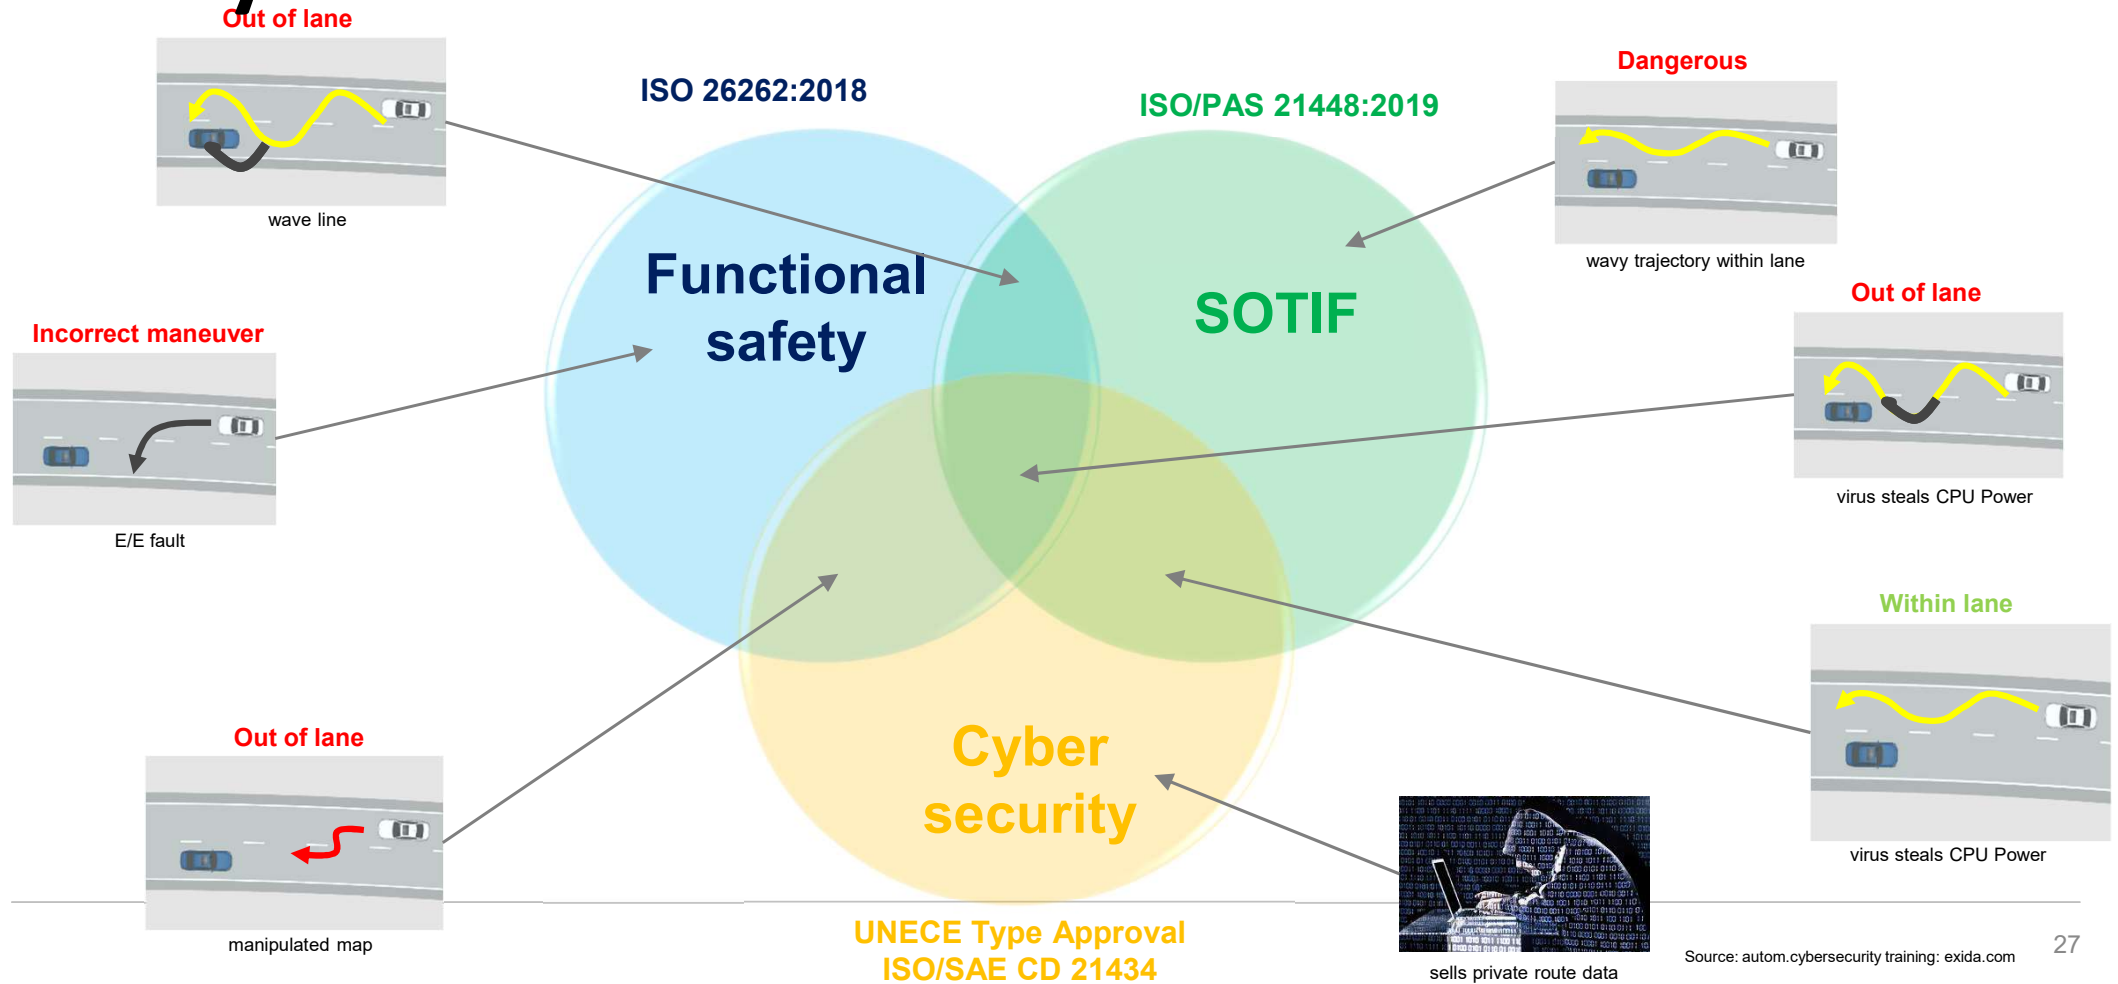 Out of lane
wave line
ISO 26262:2018
ISO/PAS 21448:2019
Dangerous
wavy trajectory within lane
Functional
safety
SOTIF
Out of lane
virus steals CPU Power
Incorrect maneuver
E/E fault
Within lane
virus steals CPU Power
Out of lane
manipulated map
Cyber
security
UNECE Type Approval
ISO/SAE CD 21434
sells private route data
Source: autom.cybersecurity training: exida.com
27